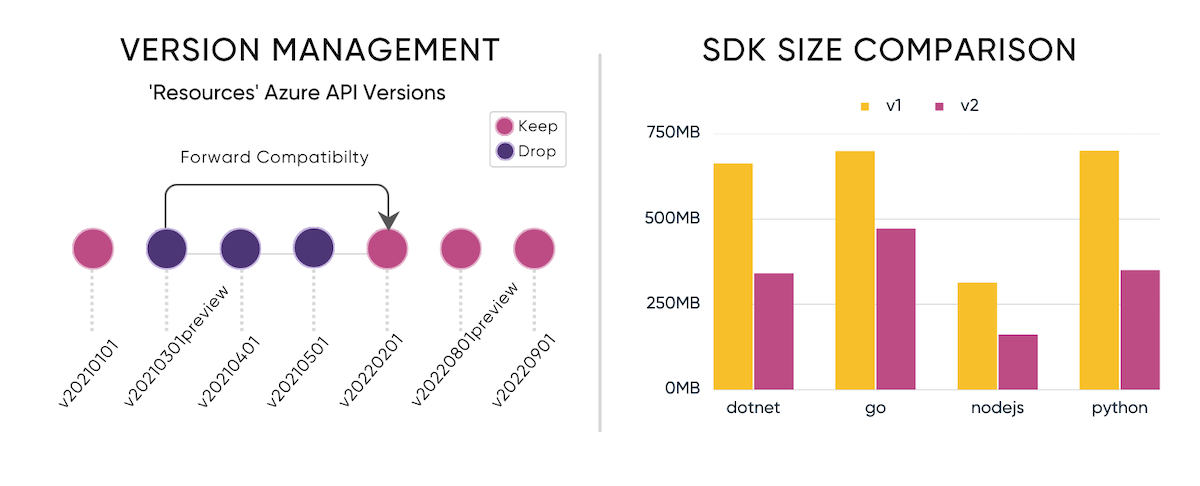 VERSION MANAGEMENT
'Resources' Azure API Versions
Keep
Drop
Forward Compatibilty
v20210101
v20210301preview
v20210401
v20210501
v20220201
v20220801preview
v20220901
SDK SIZE COMPARISON
v1 v2
750MB
500MB
250MB
0MB
dotnet go nodejs python